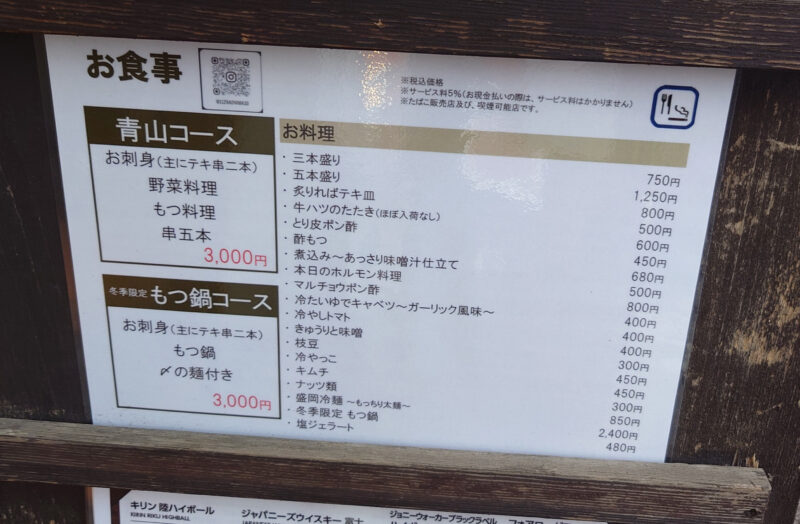 お食事
※税込価格
※サービス料5%(お現金払いの際は、サービス料はかかりません)
※たばこ販売店及び、喫煙可能店です。
青山コース
お刺身(主にテキ串二本)
野菜料理
もつ料理
串五本
3,000円
冬季限定 もつ鍋コース
お刺身(主にテキ串二本)
もつ鍋
〆の麺付き
3,000円
お料理
・三本盛り 750円
・五本盛り 1,250円
・炙りればテキ皿 800円
・牛ハツのたたき(ほぼ入荷なし) 500円
・とり皮ポン酢 600円
・酢もつ 450円
・煮込み～あっさり味噌汁仕立て 680円
・本日のホルモン料理 500円
・マルチョウポン酢 800円
・冷たいゆでキャベツ～ガーリック風味～ 400円
・冷やしトマト 400円
・きゅうりと味噌 400円
・枝豆 300円
・冷やっこ 450円
・キムチ 450円
・ナッツ類 300円
・盛岡冷麺 ～もっちり太麺～ 850円
・冬季限定 もつ鍋 2,400円
・塩ジェラート 480円
キリン 陸ハイボール
KIRIN RIKU HIGHBALL
ジャパニーズウイスキー 富士
ジョニーウォーカーブラックラベル